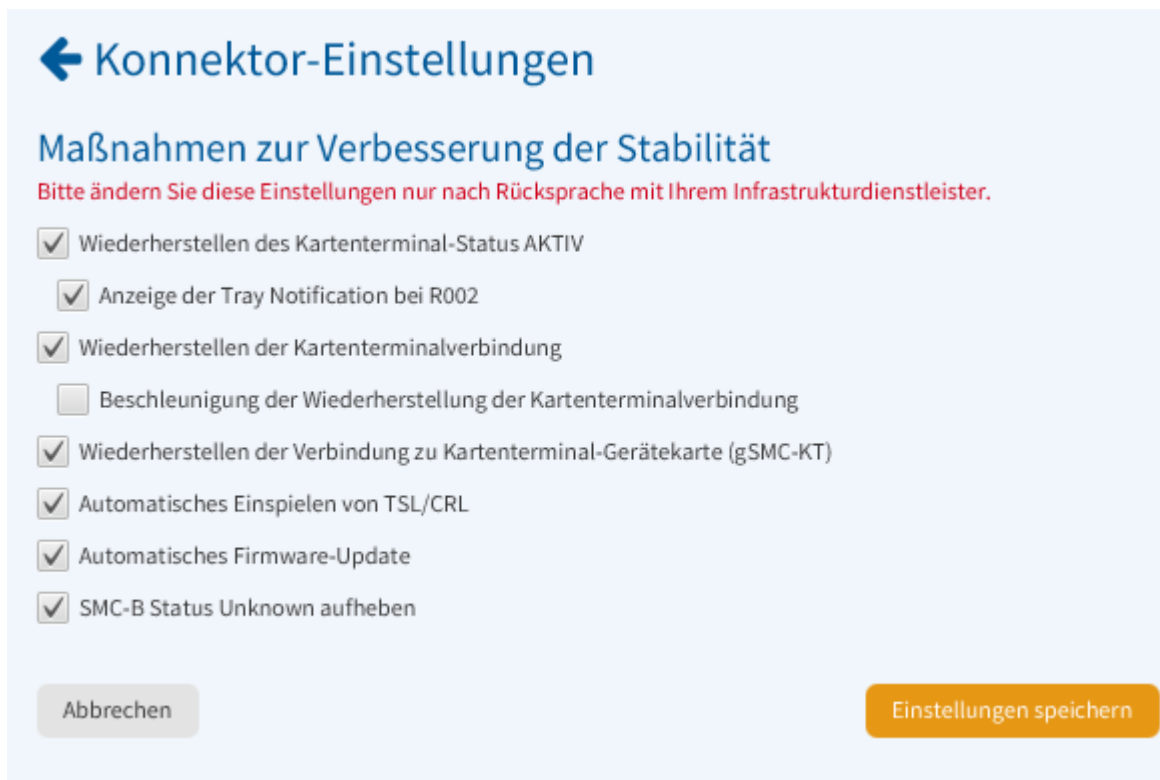 Konnektor-Einstellungen
Maßnahmen zur Verbesserung der Stabilität
Bitte ändern Sie diese Einstellungen nur nach Rücksprache mit Ihrem Infrastrukturdienstleister.
Wiederherstellen des Kartenterminal-Status AKTIV
Anzeige der Tray Notification bei R002
Wiederherstellen der Kartenterminalverbindung
Beschleunigung der Wiederherstellung der Kartenterminalverbindung
Wiederherstellen der Verbindung zu Kartenterminal-Gerätekarte (gSMC-KT)
Automatisches Einspielen von TSL/CRL
Automatisches Firmware-Update
SMC-B Status Unknown aufheben
Abbrechen
Einstellungen speichern